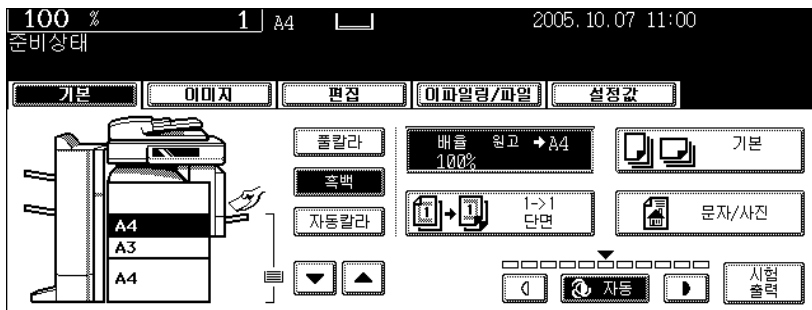 100 % 1 A4 2005.10.07 11:00
준비상태
기본 이미지 편집 이파일링/파일 설정값
풀칼라
배율 원고 →A4
100%
기본
흑백
자동칼라
1 1
1->1
단면
문자/사진
A4
A3
A4
자동
시험
출력